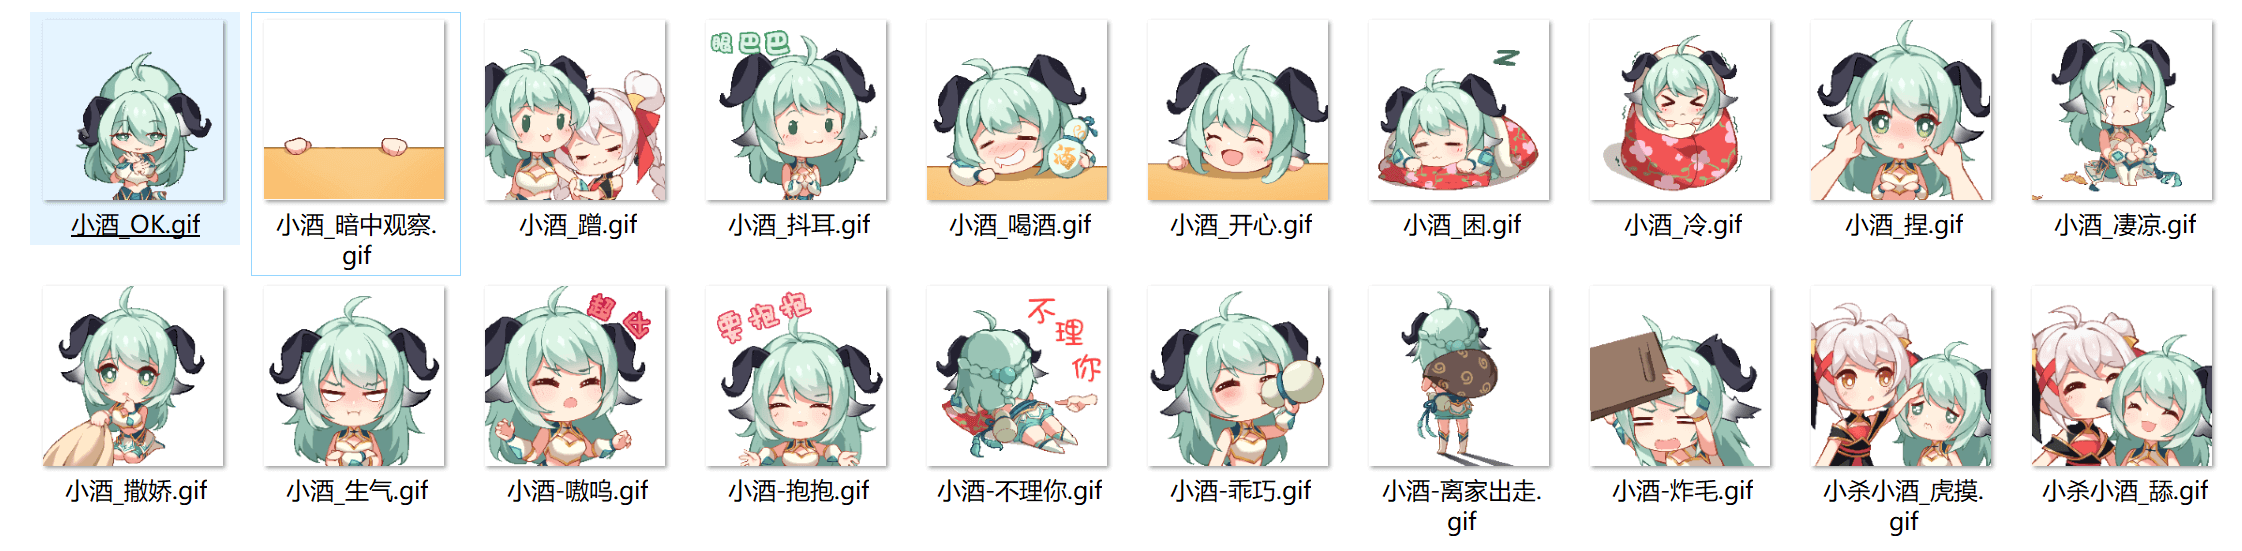 眼巴巴
Z
酒
小酒_OK.gif
小酒_暗中观察.
gif
小酒_蹭.gif
小酒_抖耳.gif
小酒_喝酒.gif
小酒_开心.gif
小酒_困.gif
小酒_冷.gif
小酒_捏.gif
小酒_凄凉.gif
超凶
要抱抱
不
理
你
小酒_撒娇.gif
小酒_生气.gif
小酒-嗷呜.gif
小酒-抱抱.gif
小酒-不理你.gif
小酒-乖巧.gif
小酒-离家出走.
gif
小酒-炸毛.gif
小杀小酒_虎摸.
gif
小杀小酒_舔.gif